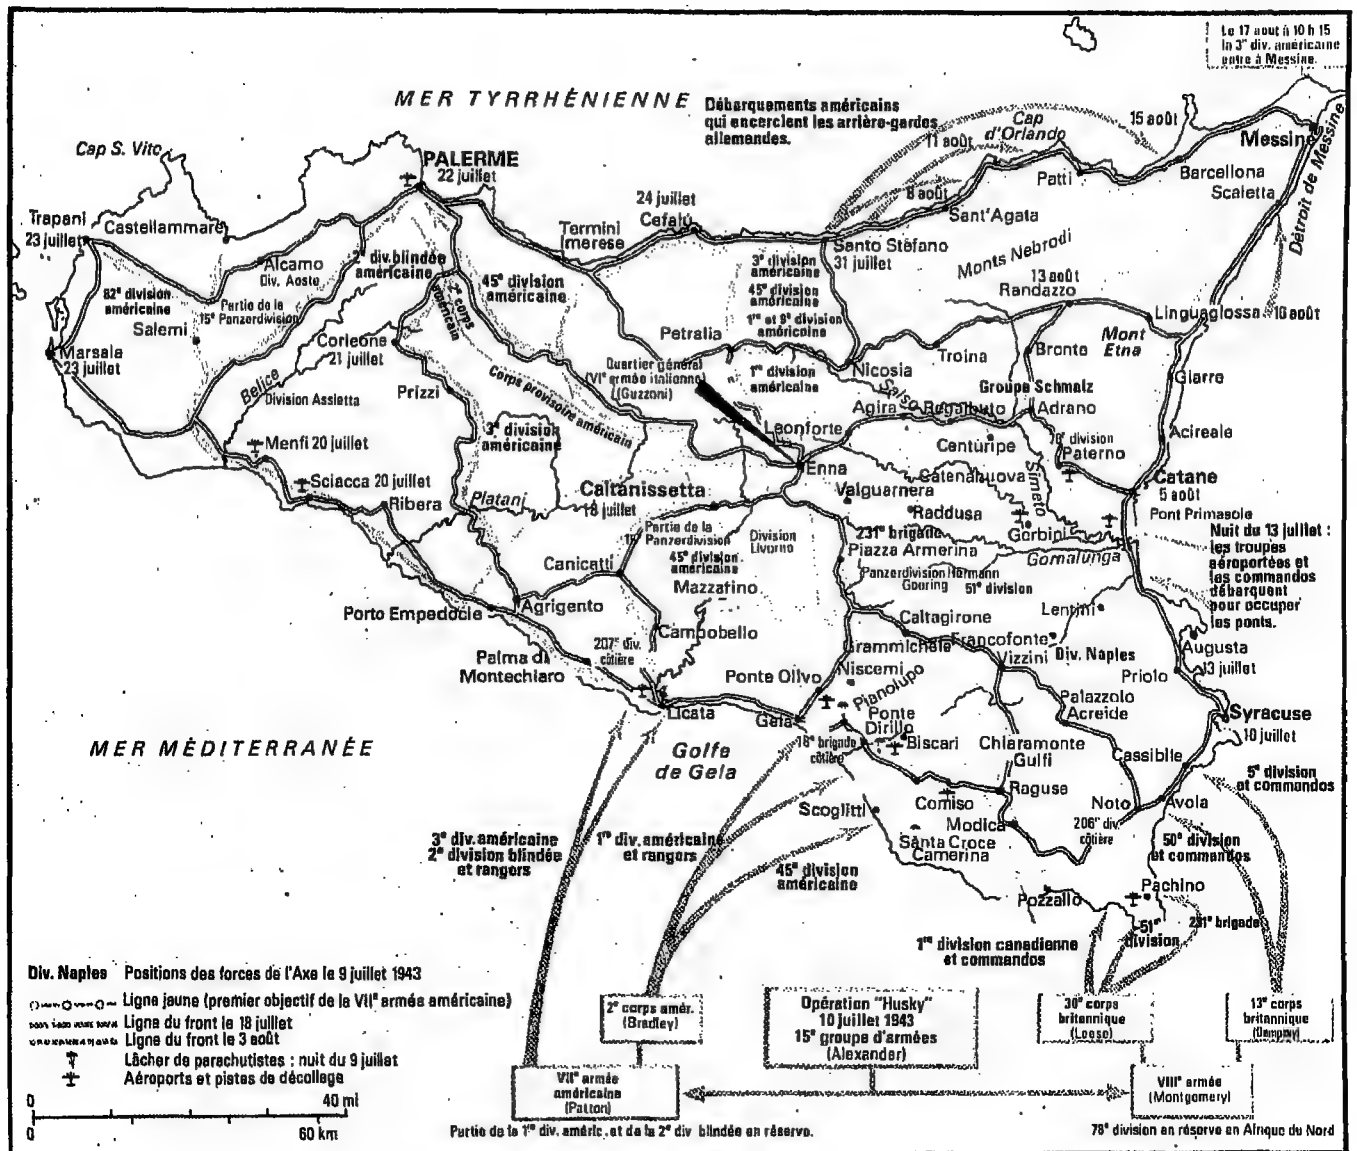 Le 17 aout à 10 h 15
la 3e div. américaine
entre à Messine.
MER TYRRHÉNIENNE
Débarquements américains
qui encerclent les arrière-gardes
allemandes.
Cap d'Orlando
15 août
11 août
8 août
Messine
Détroit de Messine
Cap S. Vito
PALERME
22 juillet
Patti
Barcellona
Scaletta
Trapani
23 juillet
Castellammare
24 juillet
Cefalú
Termini
Imerese
Sant'Agata
Santo Stéfano
31 juillet
Monts Nebrodi
Alcamo
Div. Aoste
2e div. blindée
américaine
45e division
américaine
3e division
américaine
45e division
américaine
1re et 9e division
américaine
13 août
Randazzo
82e division
américaine
Partie de la
15e Panzerdivision
2e corps
américain
Salemi
Linguaglossa
16 août
Marsala
23 juillet
Corleone
21 juillet
Petralia
Mont
Etna
Troina
Bronte
Nicosia
Quartier général
(VIe armée italienne)
(Guzzoni)
1re division
américaine
Giarre
Belice
Division Assietta
Prizzi
Corps provisoire américain
Salso
Groupe Schmalz
Agira
Regalbuto
Adrano
3e division
américaine
Leonforte
Acireale
Menfi 20 juillet
Centuripe
division
Paterno
Enna
Simeto
Catenanuova
Catane
5 août
Sciacca 20 juillet
Ribera
Platani
Caltanissetta
18 juillet
Valguarnera
Raddusa
Pont Primasole
Gerbini
231e brigade
Gornalunga
Nuit du 13 juillet :
les troupes
aéroportées et
les commandos
débarquent
pour occuper
les ponts.
Partie de la
Panzerdivision
Division
Livorno
45e division
américaine
Canicatti
Piazza Armerina
Panzerdivision Hermann
Goering
51e division
Mazzarino
Porto Empedocle
Agrigento
Lentini
Caltagirone
Campobello
207e div.
côtière
Grammichele
Francofonte
Vizzini
Div. Naples
Augusta
13 juillet
Palma di
Montechiaro
Ponte Olivo
Niscemi
Priolo
Pianolupo
Licata
Gela
Ponte
Dirillo
Palazzolo
Acreide
Syracuse
10 juillet
MER MÉDITERRANÉE
Golfe
de Gela
18e brigade
côtière
Biscari
Chiaramonte
Gulfi
Cassibile
5e division
et commandos
Scoglitti
Comiso
Raguse
Noto
Avola
3e div. américaine
2e division blindée
et rangers
1re div. américaine
et rangers
Modica
206e div.
côtière
Santa Croce
Camerina
50e division
et commandos
45e division
américaine
Pozzallo
Pachino
51e
division
231e brigade
1re division canadienne
et commandos
Div. Naples Positions des forces de l'Axe le 9 juillet 1943
Ligne jaune (premier objectif de la VIIe armée américaine)
Ligne du front le 18 juillet
Ligne du front le 3 août
Lâcher de parachutistes : nuit du 9 juillet
Aéroports et pistes de décollage
0 40 mi
0 60 km
2e corps amér.
(Bradley)
Opération "Husky"
10 juillet 1943
15e groupe d'armées
(Alexander)
30e corps
britannique
(Leese)
13e corps
britannique
(Dempsey)
VIIe armée
américaine
(Patton)
VIIIe armée
(Montgomery)
Partie de la 1re div. améric. et de la 2e div blindée en réserve.
78e division en réserve en Afrique du Nord